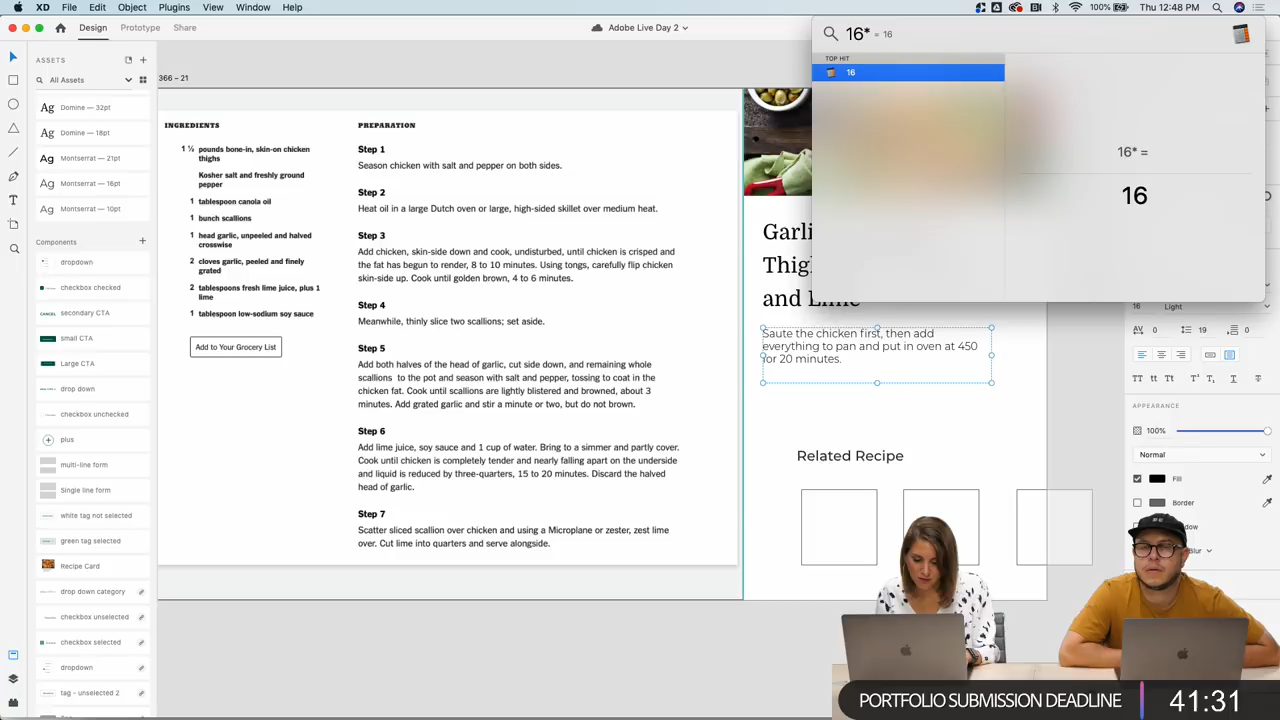 XD File Edit Object Plugins View Window Help
100% Thu 12:48 PM
Design Prototype Share
Adobe Live Day 2
16* = 16
TOP HIT
16
16* =
16
ASSETS
All Assets
Ag Domine — 32pt
Ag Domine — 18pt
Ag Montserrat — 21pt
Ag Montserrat — 16pt
Ag Montserrat — 10pt
Components
dropdown
checkbox checked
CANCEL secondary CTA
small CTA
Large CTA
drop down
checkbox unchecked
plus
multi-line form
Single line form
white tag not selected
green tag selected
Recipe Card
drop down category
checkbox unselected
checkbox selected
dropdown
tag - unselected 2
366 – 21
INGREDIENTS
1 ½ pounds bone-in, skin-on chicken
thighs
Kosher salt and freshly ground
pepper
1 tablespoon canola oil
1 bunch scallions
1 head garlic, unpeeled and halved
crosswise
2 cloves garlic, peeled and finely
grated
2 tablespoons fresh lime juice, plus 1
lime
1 tablespoon low-sodium soy sauce
Add to Your Grocery List
PREPARATION
Step 1
Season chicken with salt and pepper on both sides.
Step 2
Heat oil in a large Dutch oven or large, high-sided skillet over medium heat.
Step 3
Add chicken, skin-side down and cook, undisturbed, until chicken is crisped and
the fat has begun to render, 8 to 10 minutes. Using tongs, carefully flip chicken
skin-side up. Cook until golden brown, 4 to 6 minutes.
Step 4
Meanwhile, thinly slice two scallions; set aside.
Step 5
Add both halves of the head of garlic, cut side down, and remaining whole
scallions to the pot and season with salt and pepper, tossing to coat in the
chicken fat. Cook until scallions are lightly blistered and browned, about 3
minutes. Add grated garlic and stir a minute or two, but do not brown.
Step 6
Add lime juice, soy sauce and 1 cup of water. Bring to a simmer and partly cover.
Cook until chicken is completely tender and nearly falling apart on the underside
and liquid is reduced by three-quarters, 15 to 20 minutes. Discard the halved
head of garlic.
Step 7
Scatter sliced scallion over chicken and using a Microplane or zester, zest lime
over. Cut lime into quarters and serve alongside.
Garli
Thig
and Lime
Saute the chicken first, then add
everything to pan and put in oven at 450
for 20 minutes.
Related Recipe
16 Light
AV 0 19 0
TT tt Tt T¹ T₁ T T
APPEARANCE
100%
Normal
Fill
Border
PORTFOLIO SUBMISSION DEADLINE 41:31